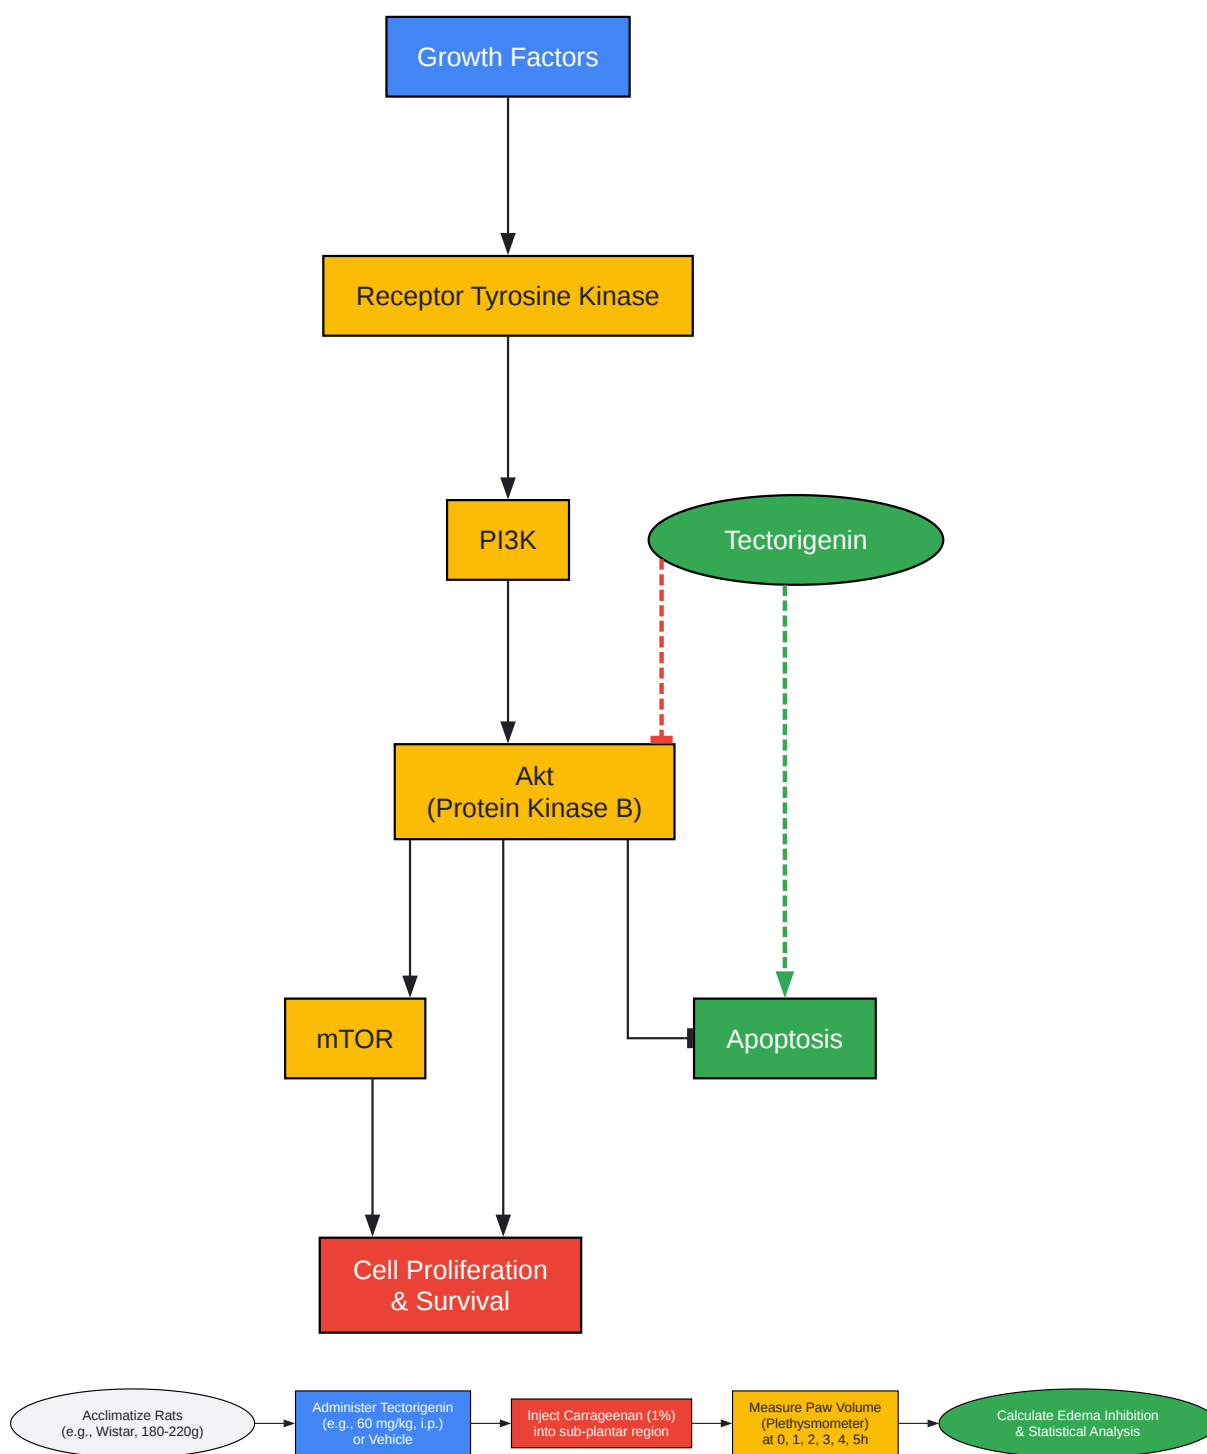 Growth Factors
Receptor Tyrosine Kinase
PI3K
Tectorigenin
Akt
(Protein Kinase B)
mTOR
Apoptosis
Cell Proliferation
& Survival
Acclimatize Rats
(e.g., Wistar, 180-220g)
Administer Tectorigenin
(e.g., 60 mg/kg, i.p.)
or Vehicle
Inject Carrageenan (1%)
into sub-plantar region
Measure Paw Volume
(Plethysmometer)
at 0, 1, 2, 3, 4, 5h
Calculate Edema Inhibition
& Statistical Analysis